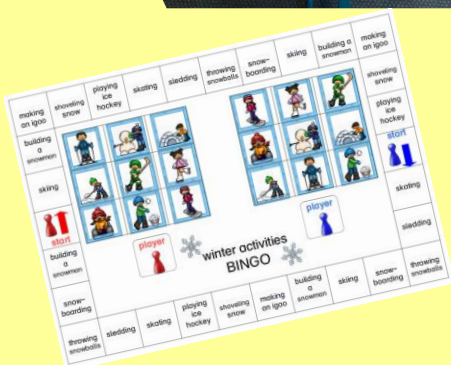 making
an igoo
shoveling
snow
playing
ice
hockey
skating
sledding
throwing
snowballs
snow-
boarding
skiing
building a
snowman
making
an igoo
shoveling
snow
playing
ice
hockey
start
skating
sledding
throwing
snowballs
snow-
boarding
skiing
building
a
snowman
making
an igoo
shoveling
snow
playing
ice
hockey
skating
sledding
throwing
snowballs
snow-
boarding
building
a
snowman
start
skiing
building
a
snowman
player
player
winter activities
BINGO